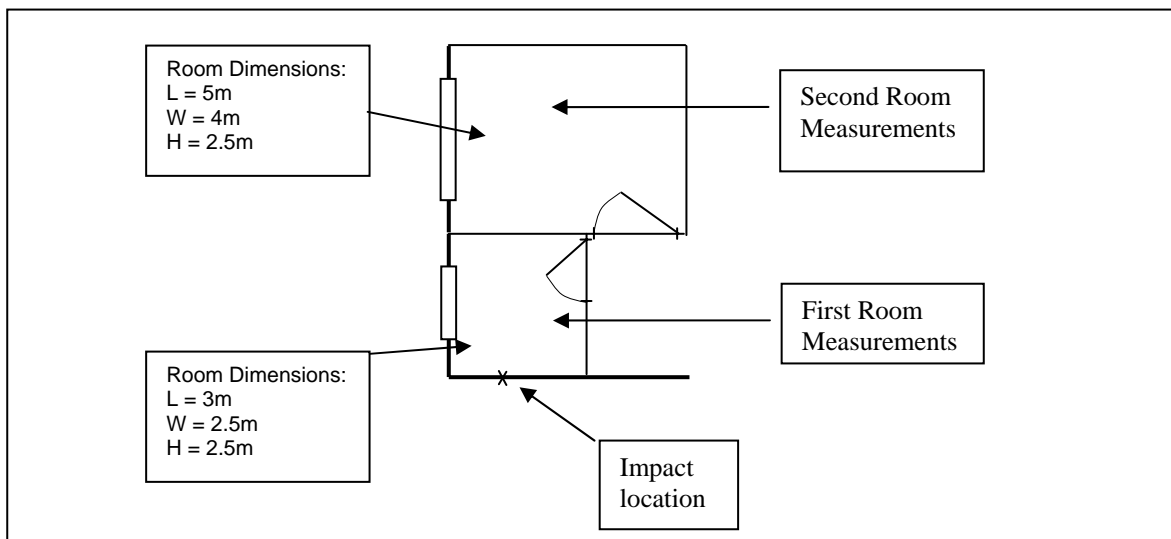 Room Dimensions:
L = 5m
W = 4m
H = 2.5m
Second Room
Measurements
First Room
Measurements
Room Dimensions:
L = 3m
W = 2.5m
H = 2.5m
Impact
location